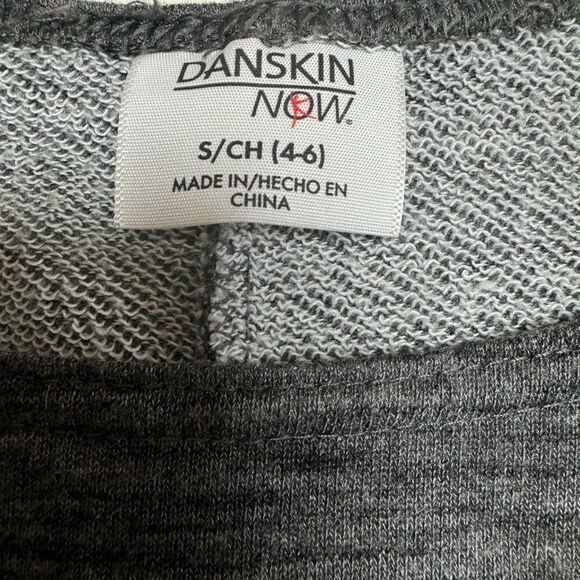 DANSKIN
NOW.
S/CH (4-6)
MADE IN/HECHO EN
CHINA